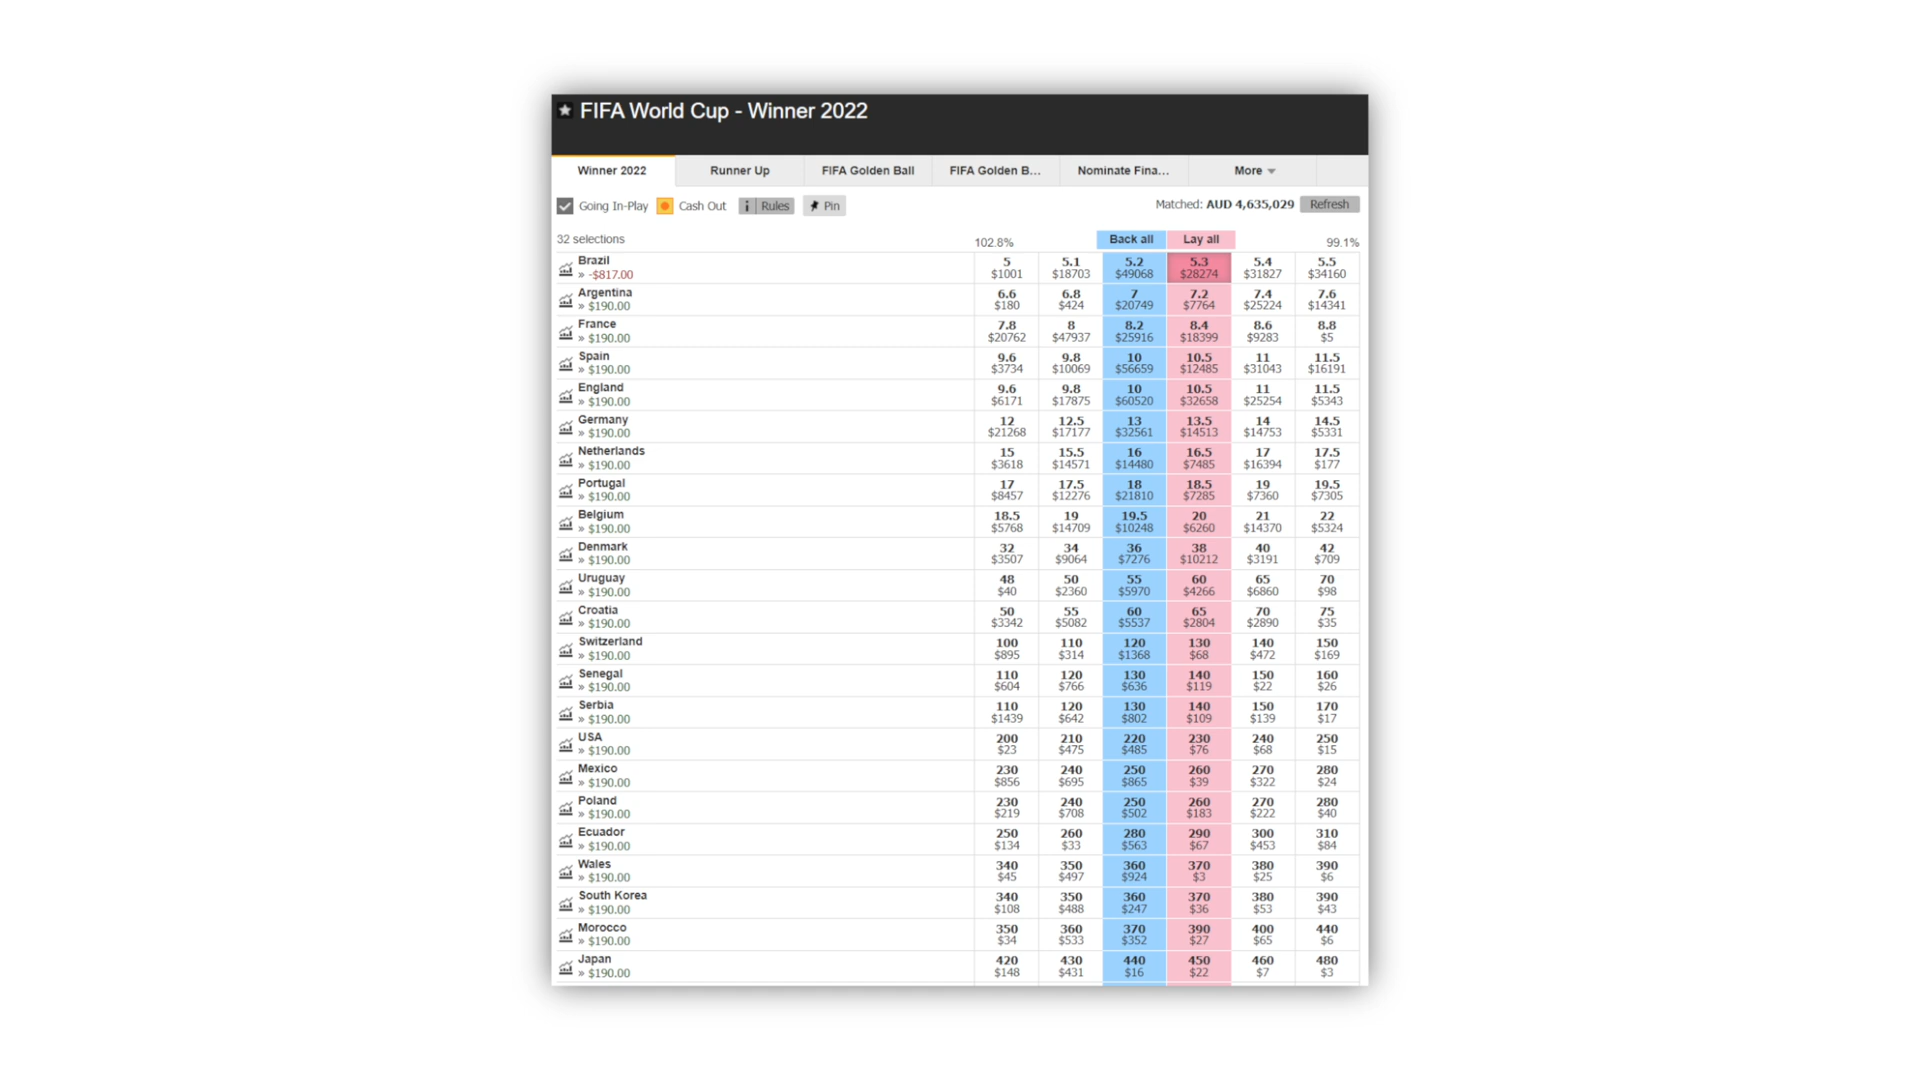 FIFA World Cup - Winner 2022
Winner 2022 Runner Up FIFA Golden Ball FIFA Golden B... Nominate Fina... More
Going In-Play Cash Out i Rules Pin Matched: AUD 4,635,029 Refresh
32 selections 102.8% Back all Lay all 99.1%
Brazil 5 5.1 5.2 5.3 5.4 5.5
» -$817.00 $1001 $18703 $49068 $28274 $31827 $34160
Argentina 6.6 6.8 7 7.2 7.4 7.6
» $190.00 $180 $424 $20749 $7764 $25224 $14341
France 7.8 8 8.2 8.4 8.6 8.8
» $190.00 $20762 $47937 $25916 $18399 $9283 $5
Spain 9.6 9.8 10 10.5 11 11.5
» $190.00 $3734 $10069 $56659 $12485 $31043 $16191
England 9.6 9.8 10 10.5 11 11.5
» $190.00 $6171 $17875 $60520 $32658 $25254 $5343
Germany 12 12.5 13 13.5 14 14.5
» $190.00 $21268 $17177 $32561 $14513 $14753 $5331
Netherlands 15 15.5 16 16.5 17 17.5
» $190.00 $3618 $14571 $14480 $7485 $16394 $177
Portugal 17 17.5 18 18.5 19 19.5
» $190.00 $8457 $12276 $21810 $7285 $7360 $7305
Belgium 18.5 19 19.5 20 21 22
» $190.00 $5768 $14709 $10248 $6260 $14370 $5324
Denmark 32 34 36 38 40 42
» $190.00 $3507 $9064 $7276 $10212 $3191 $709
Uruguay 48 50 55 60 65 70
» $190.00 $40 $2360 $5970 $4266 $6860 $98
Croatia 50 55 60 65 70 75
» $190.00 $3342 $5082 $5537 $2804 $2890 $35
Switzerland 100 110 120 130 140 150
» $190.00 $895 $314 $1368 $68 $472 $169
Senegal 110 120 130 140 150 160
» $190.00 $604 $766 $636 $119 $22 $26
Serbia 110 120 130 140 150 170
» $190.00 $1439 $642 $802 $109 $139 $17
USA 200 210 220 230 240 250
» $190.00 $23 $475 $485 $76 $68 $15
Mexico 230 240 250 260 270 280
» $190.00 $856 $695 $865 $39 $322 $24
Poland 230 240 250 260 270 280
» $190.00 $219 $708 $502 $183 $222 $40
Ecuador 250 260 280 290 300 310
» $190.00 $134 $33 $563 $67 $453 $84
Wales 340 350 360 370 380 390
» $190.00 $45 $497 $924 $3 $25 $6
South Korea 340 350 360 370 380 390
» $190.00 $108 $488 $247 $36 $53 $43
Morocco 350 360 370 390 400 440
» $190.00 $34 $533 $352 $27 $65 $6
Japan 420 430 440 450 460 480
» $190.00 $148 $431 $16 $22 $7 $3